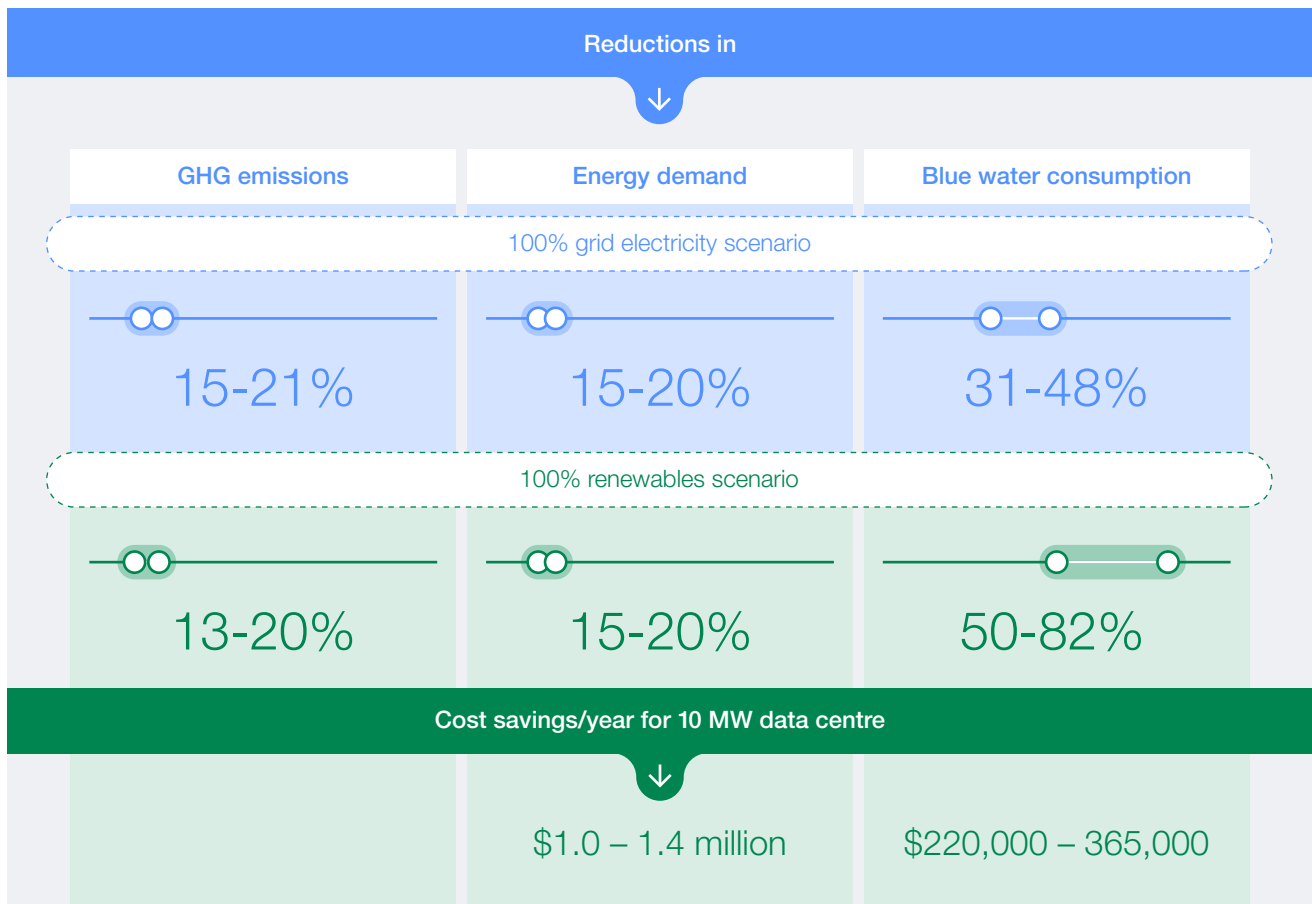 Reductions in
GHG emissions
Energy demand
Blue water consumption
100% grid electricity scenario
15-21%
15-20%
31-48%
100% renewables scenario
13-20%
15-20%
50-82%
Cost savings/year for 10 MW data centre
$1.0 – 1.4 million
$220,000 – 365,000